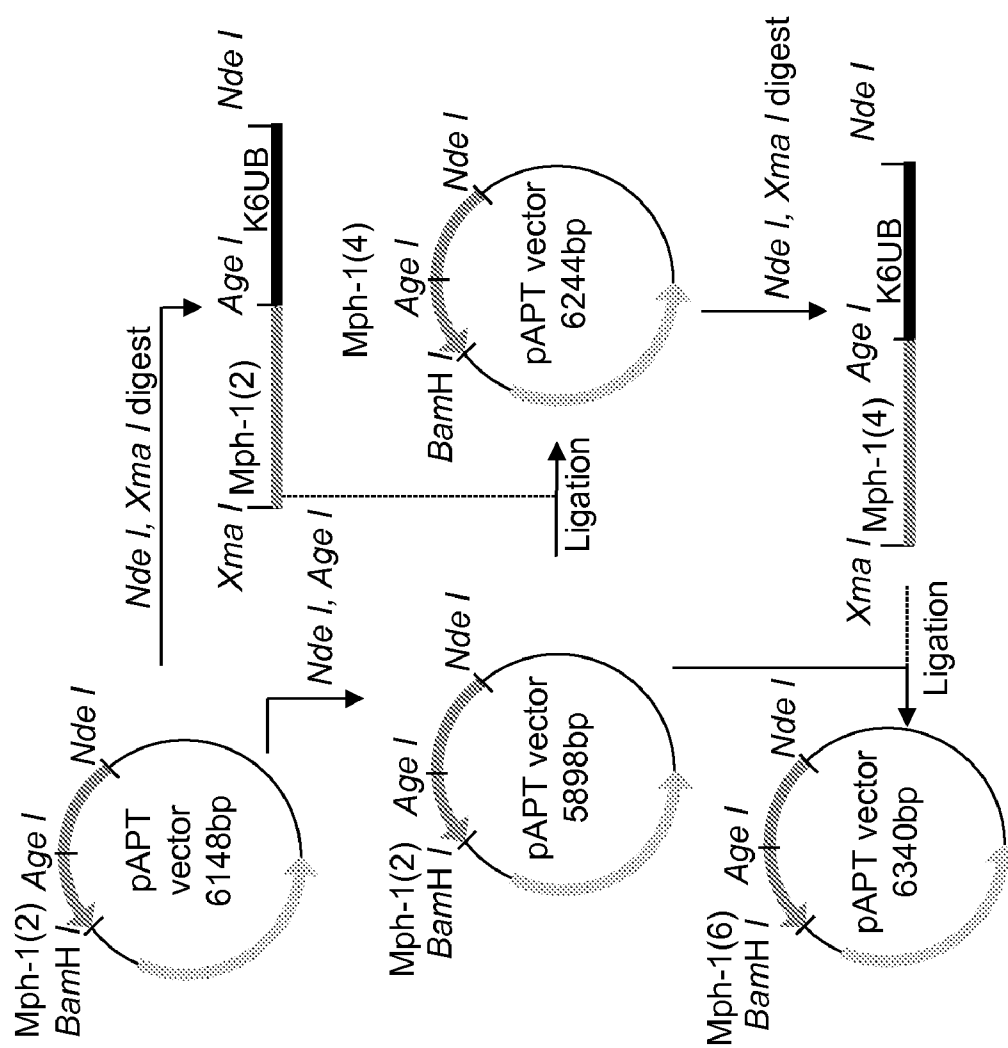 Mph-1(2)
BamH I
Age I
Nde I
pAPT
vector
6148bp
Nde I, Xma I digest
Xma I
Mph-1(2)
Age I
K6UB
Nde I
Nde I, Age I
Mph-1(2)
BamH I
Age I
Nde I
pAPT vector
5898bp
Ligation
Mph-1(4)
BamH I
Age I
Nde I
pAPT vector
6244bp
Nde I, Xma I digest
Mph-1(6)
BamH I
Age I
Nde I
pAPT vector
6340bp
Ligation
Xma I
Mph-1(4)
Age I
K6UB
Nde I